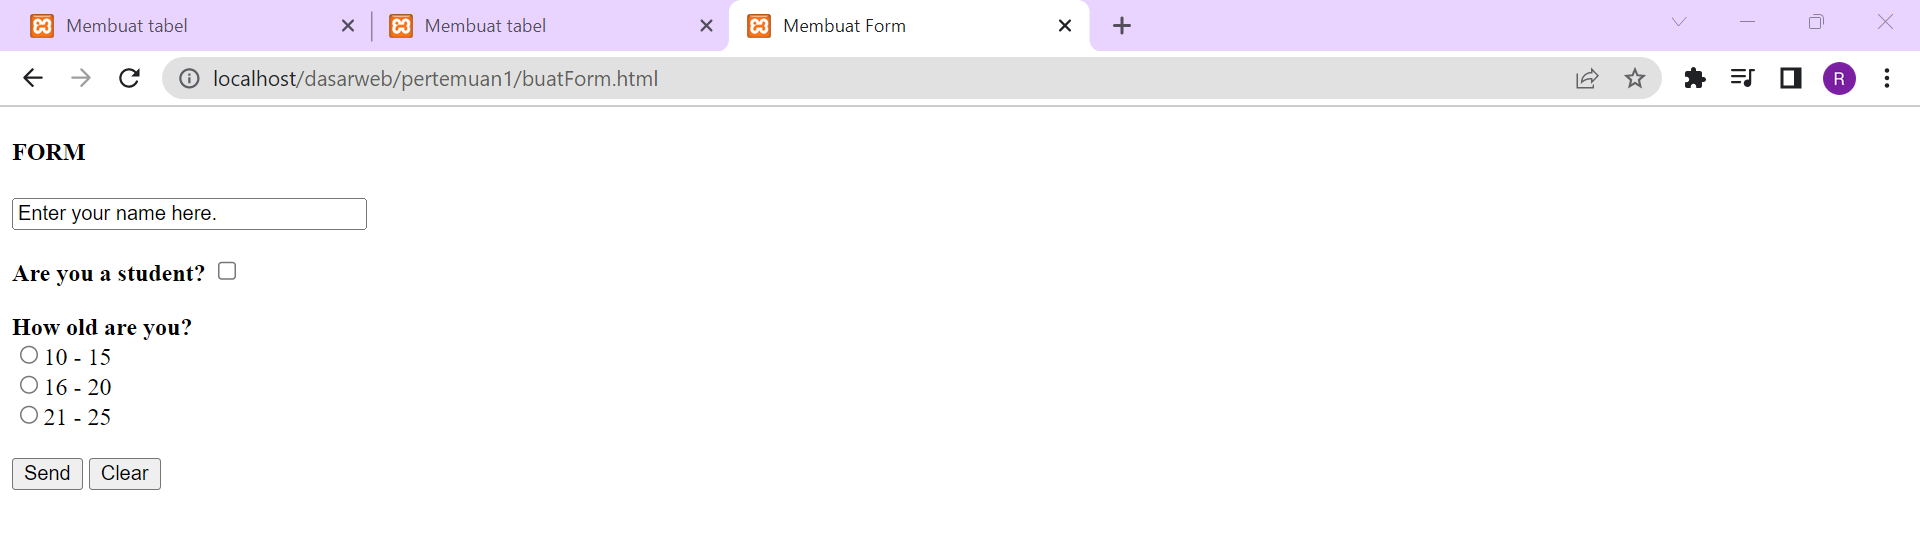 Membuat tabel
Membuat tabel
Membuat Form
localhost/dasarweb/pertemuan1/buatForm.html
R
FORM
Enter your name here.
Are you a student?
How old are you?
10 - 15
16 - 20
21 - 25
Send Clear